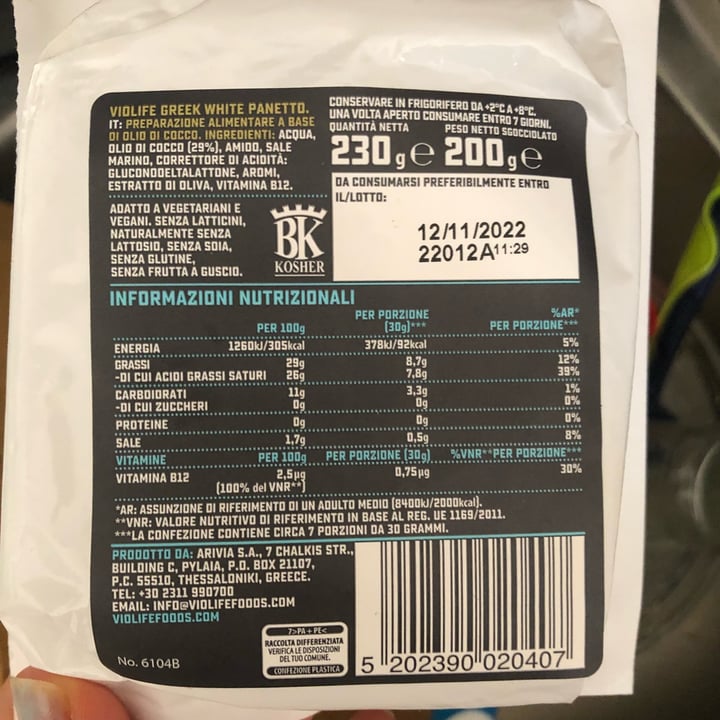 VIOLIFE GREEK WHITE PANETTO.
IT: PREPARAZIONE ALIMENTARE A BASE
DI OLIO DI COCCO. INGREDIENTI: ACQUA,
OLIO DI COCCO (29%), AMIDO, SALE
MARINO, CORRETTORE DI ACIDITÀ:
GLUCONODELTALATTONE, AROMI,
ESTRATTO DI OLIVA, VITAMINA B12.
ADATTO A VEGETARIANI E
VEGANI. SENZA LATTICINI,
NATURALMENTE SENZA
LATTOSIO, SENZA SOIA,
SENZA GLUTINE,
SENZA FRUTTA A GUSCIO.
BK
KOSHER
CONSERVARE IN FRIGORIFERO DA +2°C A +8°C.
UNA VOLTA APERTO CONSUMARE ENTRO 7 GIORNI.
QUANTITÀ NETTA PESO NETTO SGOCCIOLATO
230 g e 200 g e
DA CONSUMARSI PREFERIBILMENTE ENTRO
IL/LOTTO:
12/11/2022
22012A11:29
INFORMAZIONI NUTRIZIONALI
PER 100g PER PORZIONE (30g)*** %AR* PER PORZIONE***
ENERGIA 1260kJ/305kcal 378kJ/92kcal 5%
GRASSI 29g 8,7g 12%
-DI CUI ACIDI GRASSI SATURI 26g 7,8g 39%
CARBOIDRATI 11g 3,3g 1%
-DI CUI ZUCCHERI 0g 0g 0%
PROTEINE 0g 0g 0%
SALE 1,7g 0,5g 8%
VITAMINE PER 100g PER PORZIONE (30g) %VNR**PER PORZIONE***
VITAMINA B12 2,5µg 0,75µg 30%
(100% del VNR**)
*AR: ASSUNZIONE DI RIFERIMENTO DI UN ADULTO MEDIO (8400kJ/2000kcal).
**VNR: VALORE NUTRITIVO DI RIFERIMENTO IN BASE AL REG. UE 1169/2011.
***LA CONFEZIONE CONTIENE CIRCA 7 PORZIONI DA 30 GRAMMI.
PRODOTTO DA: ARIVIA S.A., 7 CHALKIS STR.,
BUILDING C, PYLAIA, P.O. BOX 21107,
P.C. 55510, THESSALONIKI, GREECE.
TEL: +30 2311 990700
EMAIL: INFO@VIOLIFEFOODS.COM
VIOLIFEFOODS.COM
No. 6104B
7>PA+PE<
RACCOLTA DIFFERENZIATA
VERIFICA LE DISPOSIZIONI
DEL TUO COMUNE.
CONFEZIONE PLASTICA
5 202390 020407